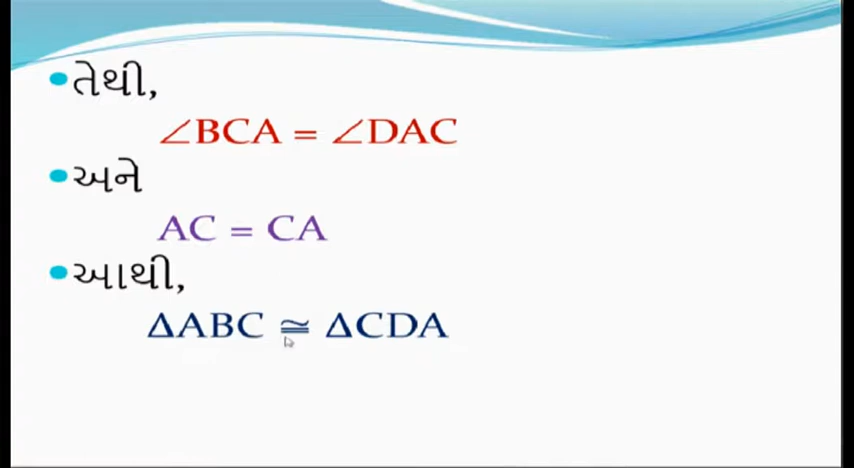 •તેથી,
∠BCA = ∠DAC
•અને
AC = CA
•આથી,
ΔABC ≅ ΔCDA